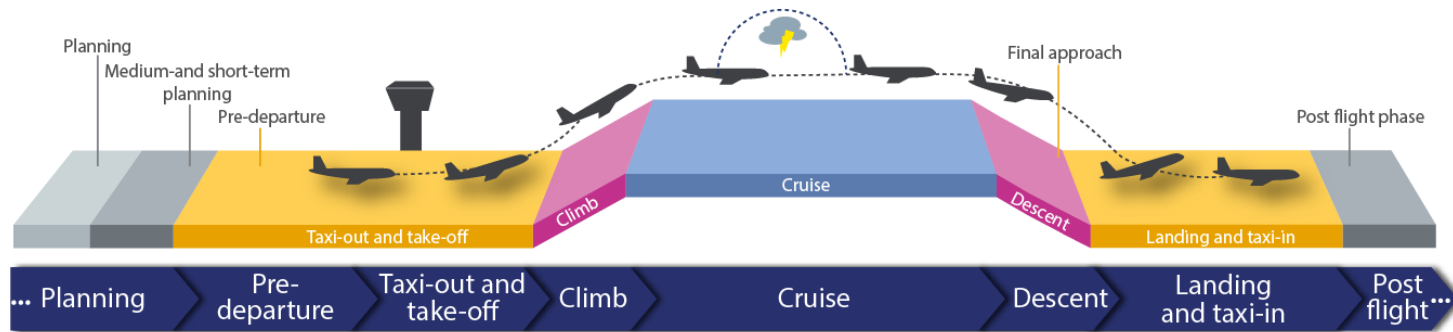 Planning
Medium-and short-term
planning
Pre-departure
Final approach
Post flight phase
Taxi-out and take-off
Climb
Cruise
Descent
Landing and taxi-in
... Planning
Pre-
departure
Taxi-out and
take-off
Climb
Cruise
Descent
Landing
and taxi-in
Post
flight ...